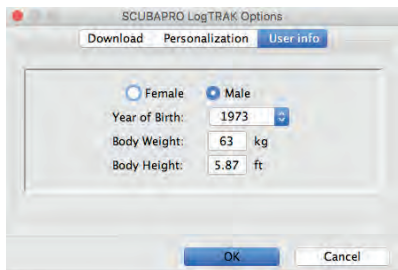 SCUBAPRO LogTRAK Options
Download Personalization User info
Female Male
Year of Birth: 1973
Body Weight: 63 kg
Body Height: 5.87 ft
OK Cancel